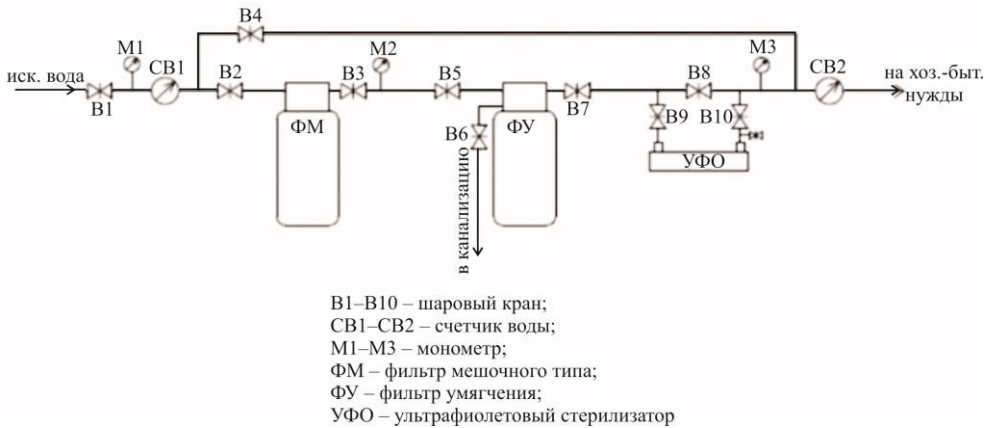 В4
М1
М2
М3
СВ1
В2
В3
В5
В8
СВ2
иск. вода
на хоз.-быт.
нужды
В1
В7
В9
В10
ФМ
В6
ФУ
УФО
в канализацию
В1–В10 – шаровый кран;
СВ1–СВ2 – счетчик воды;
М1–М3 – монометр;
ФМ – фильтр мешочного типа;
ФУ – фильтр умягчения;
УФО – ультрафиолетовый стерилизатор